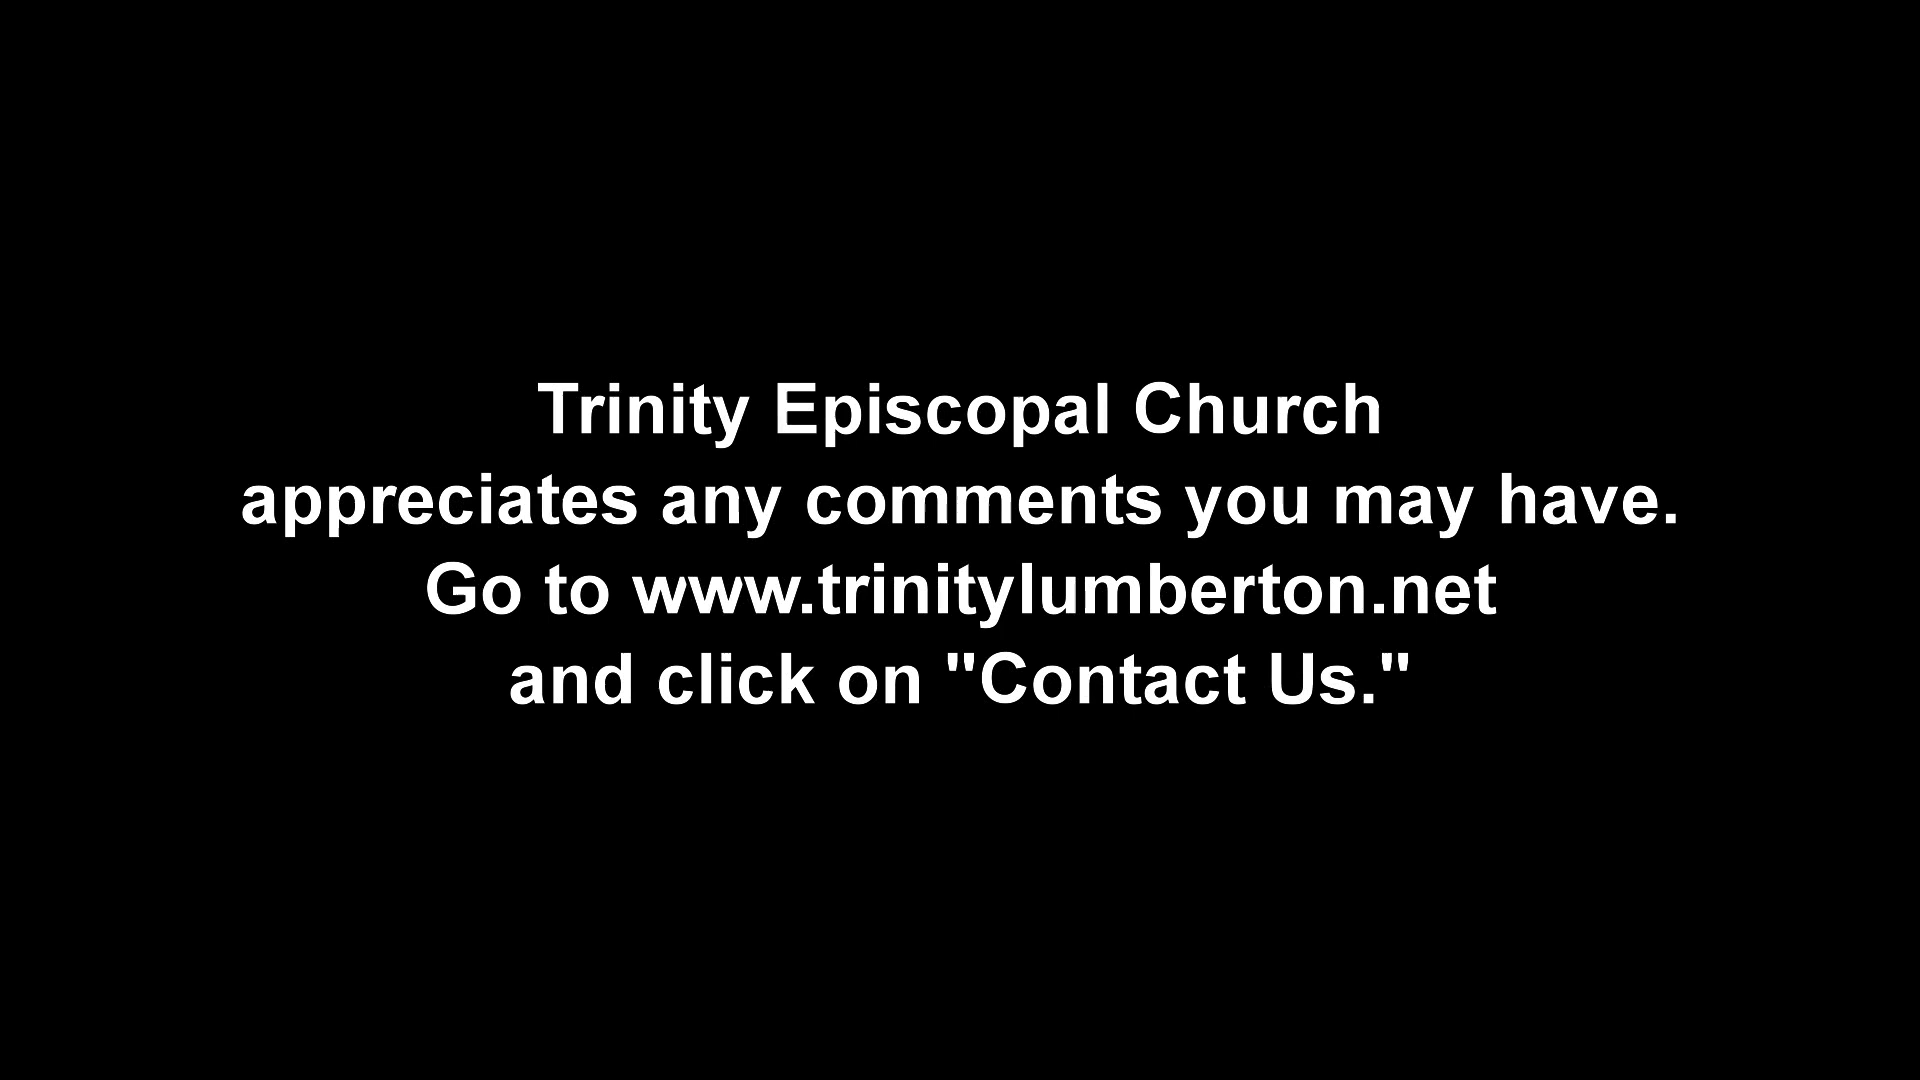 Trinity Episcopal Church
appreciates any comments you may have.
Go to www.trinitylumberton.net
and click on "Contact Us."